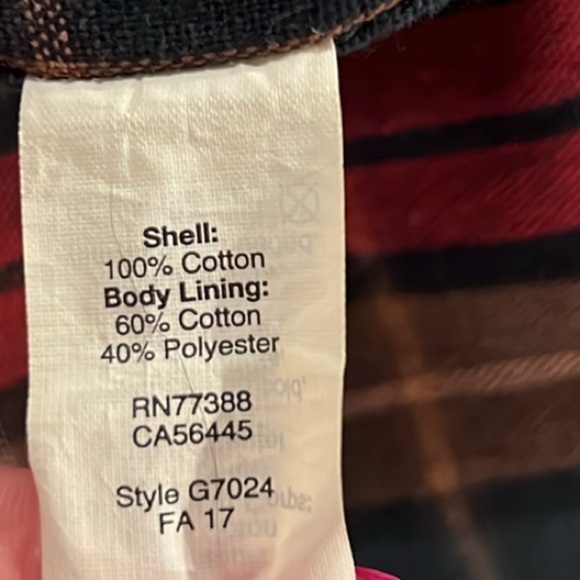 Shell:
100% Cotton
Body Lining:
60% Cotton
40% Polyester
RN77388
CA56445
Style G7024
FA 17